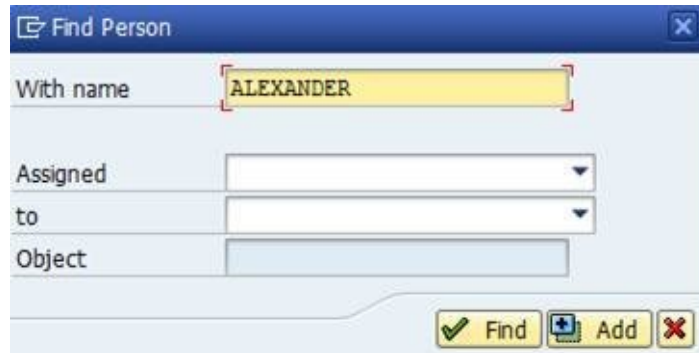 Find Person
With name ALEXANDER
Assigned
to
Object
Find Add